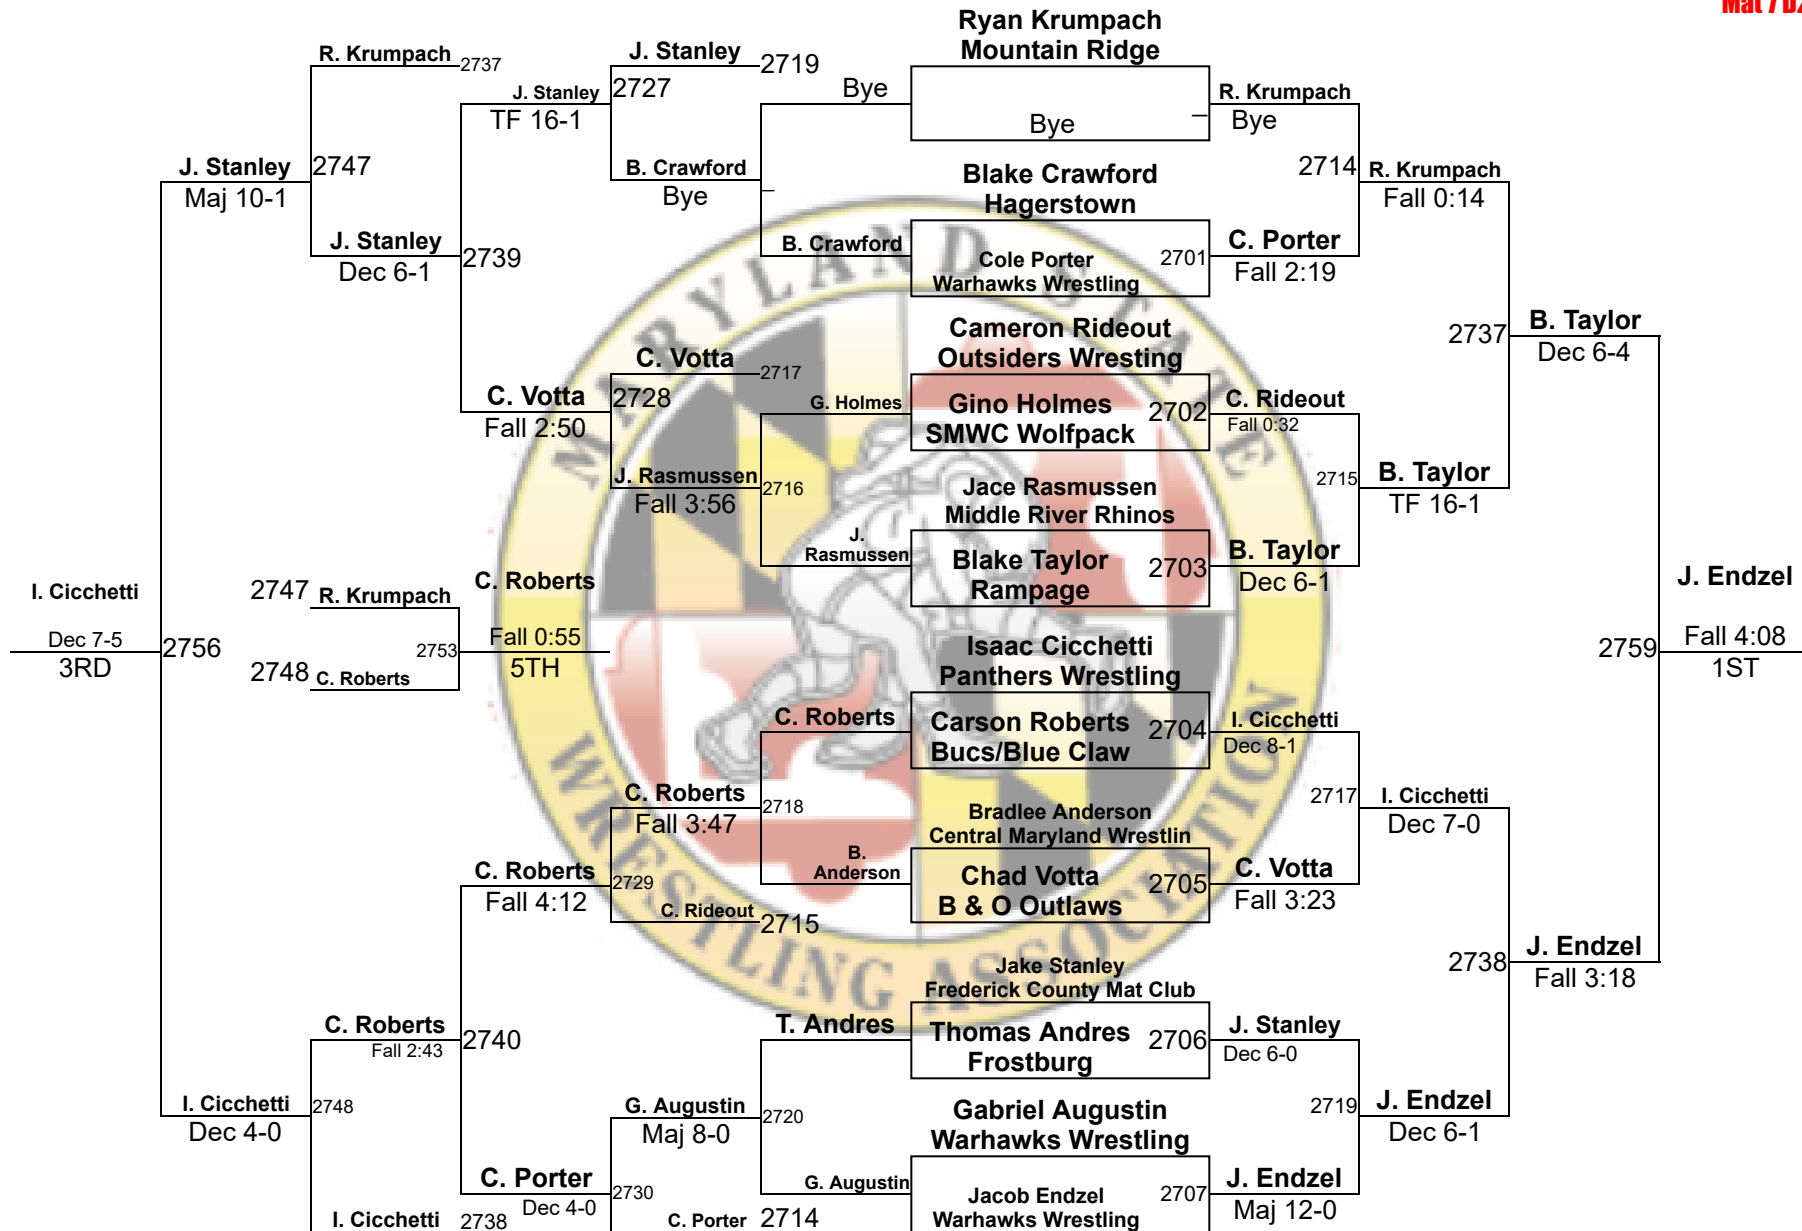 Mat 7 b2
Ryan Krumpach
Mountain Ridge
R. Krumpach 2737
J. Stanley 2719
J. Stanley 2727
TF 16-1
Bye
Bye
R. Krumpach
Bye
J. Stanley 2747
Maj 10-1
B. Crawford
Bye
Blake Crawford
Hagerstown
2714 R. Krumpach
Fall 0:14
J. Stanley 2739
Dec 6-1
B. Crawford
Cole Porter 2701
Warhawks Wrestling
C. Porter
Fall 2:19
Cameron Rideout
Outsiders Wresting
2737 B. Taylor
Dec 6-4
C. Votta 2717
C. Votta 2728
Fall 2:50
G. Holmes
Gino Holmes 2702
SMWC Wolfpack
C. Rideout
Fall 0:32
J. Rasmussen 2716
Fall 3:56
Jace Rasmussen
Middle River Rhinos
2715 B. Taylor
TF 16-1
J.
Rasmussen
Blake Taylor 2703
Rampage
B. Taylor
Dec 6-1
I. Cicchetti
Dec 7-5
3RD
2756
2747 R. Krumpach
2748 C. Roberts
2753
C. Roberts
Fall 0:55
5TH
Isaac Cicchetti
Panthers Wrestling
J. Endzel
2759 Fall 4:08
1ST
C. Roberts
Carson Roberts 2704
Bucs/Blue Claw
I. Cicchetti
Dec 8-1
C. Roberts 2718
Fall 3:47
Bradlee Anderson
Central Maryland Wrestlin
2717 I. Cicchetti
Dec 7-0
B.
Anderson
Chad Votta 2705
B & O Outlaws
C. Votta
Fall 3:23
C. Roberts 2729
Fall 4:12
C. Rideout 2715
2738 J. Endzel
Fall 3:18
Jake Stanley
Frederick County Mat Club
C. Roberts 2740
Fall 2:43
T. Andres
Thomas Andres 2706
Frostburg
J. Stanley
Dec 6-0
I. Cicchetti 2748
Dec 4-0
G. Augustin 2720
Maj 8-0
Gabriel Augustin
Warhawks Wrestling
2719 J. Endzel
Dec 6-1
C. Porter 2730
Dec 4-0
G. Augustin
Jacob Endzel 2707
Warhawks Wrestling
J. Endzel
Maj 12-0
I. Cicchetti 2738
C. Porter 2714
MARYLAND STATE
WRESTLING ASSOCIATION